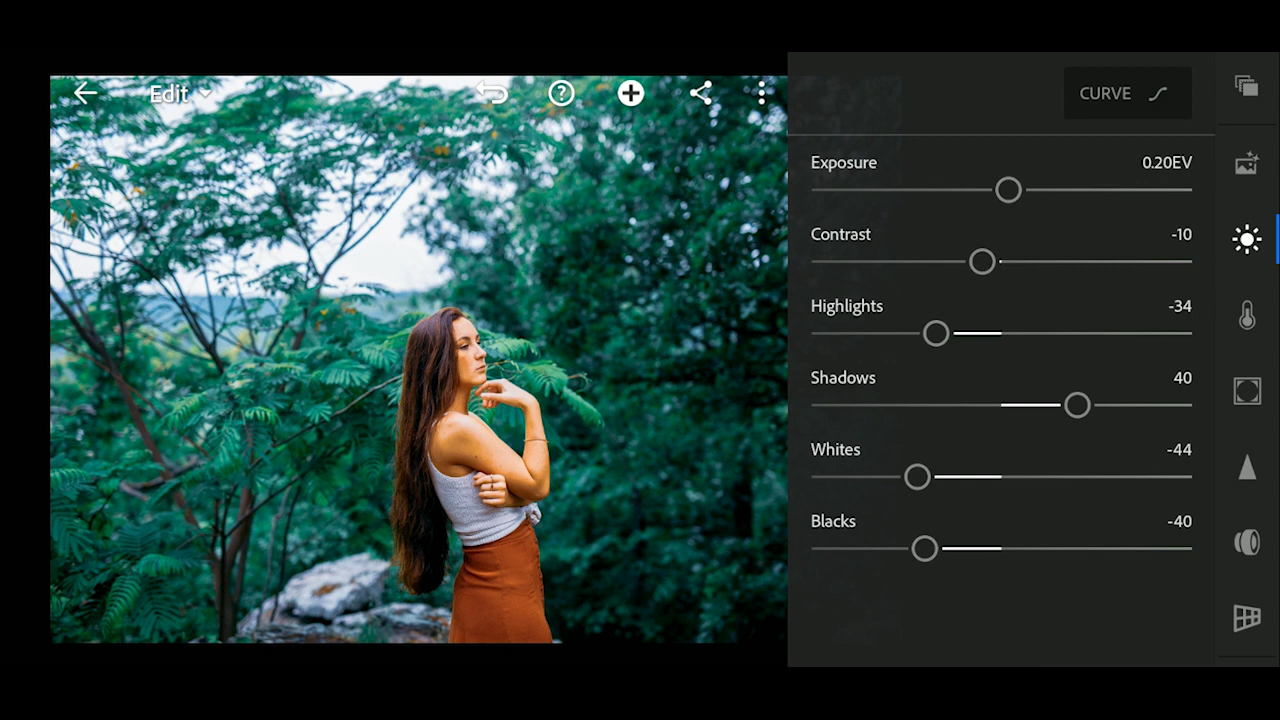 Edit
CURVE
Exposure 0.20EV
Contrast -10
Highlights -34
Shadows 40
Whites -44
Blacks -40